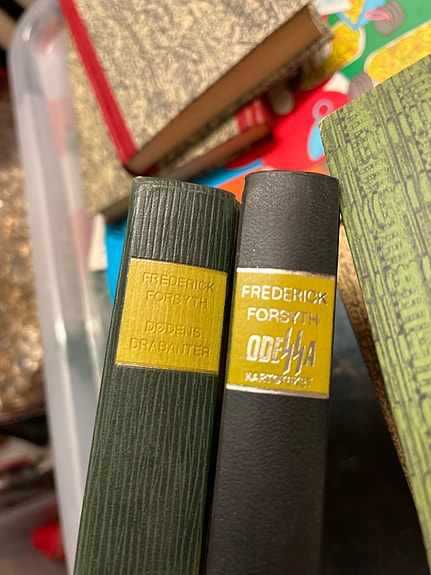 FREDERICK
FORSYTH
DØDENS
DRABANTER
FREDERICK
FORSYTH
ODESSA
KARTOTEKET